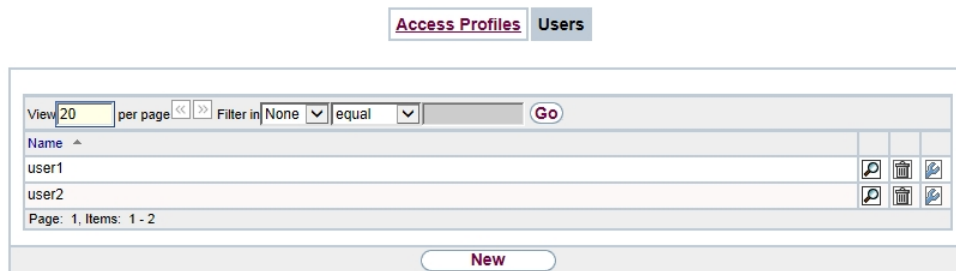 Access Profiles Users
View 20 per page << >> Filter in None equal Go
Name
user1
user2
Page: 1, Items: 1 - 2
New